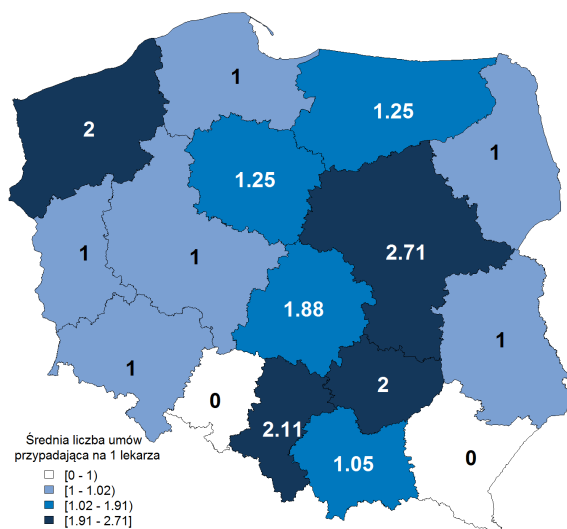 1
2
1.25
1
1.25
2.71
1
1
1.88
1
1
2
0
2.11
1.05
0
Średnia liczba umów
przypadająca na 1 lekarza
[0 - 1)
[1 - 1.02)
[1.02 - 1.91)
[1.91 - 2.71]